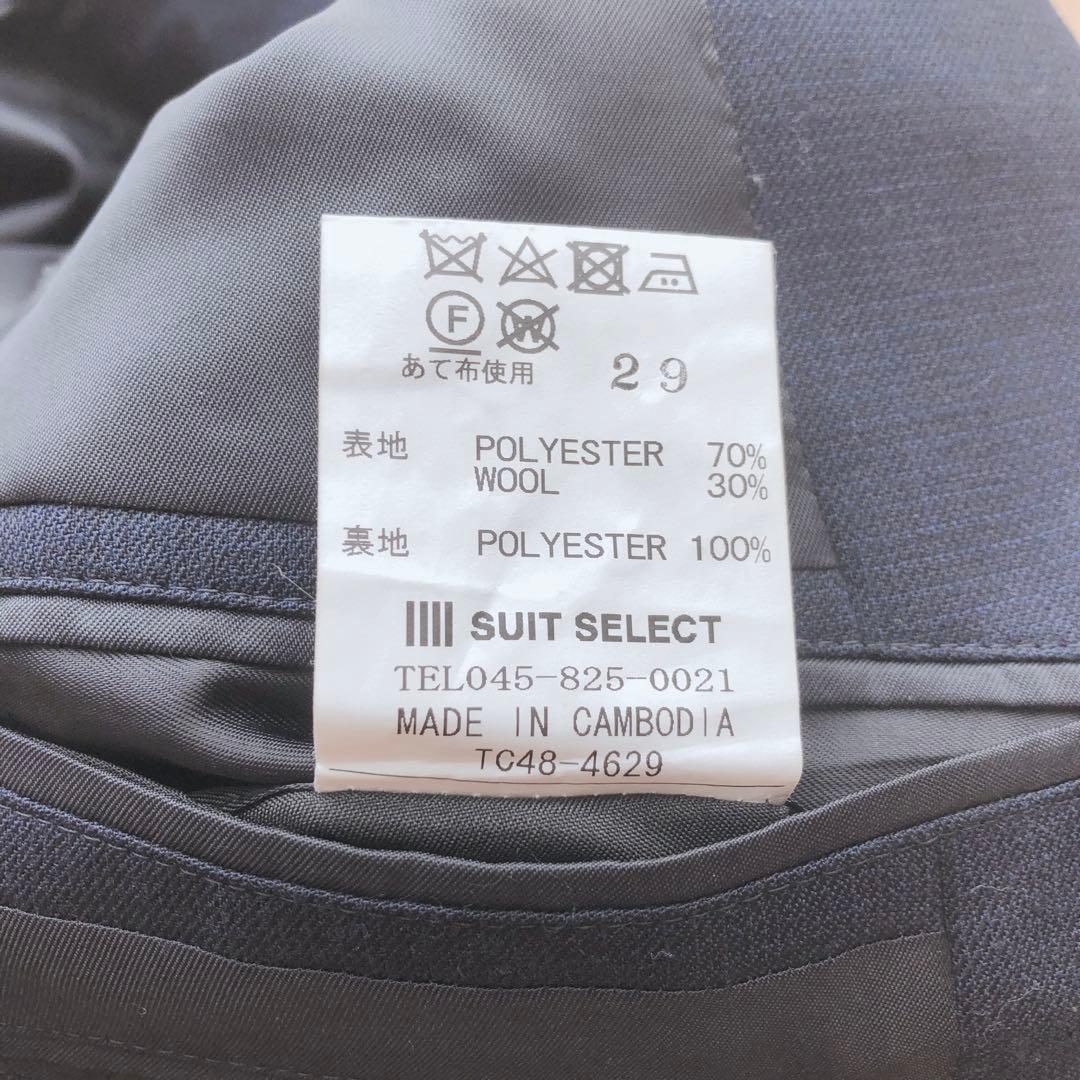 F W
あて布使用 29
表地 POLYESTER 70%
WOOL 30%
裏地 POLYESTER 100%
SUIT SELECT
TEL045-825-0021
MADE IN CAMBODIA
TC48-4629